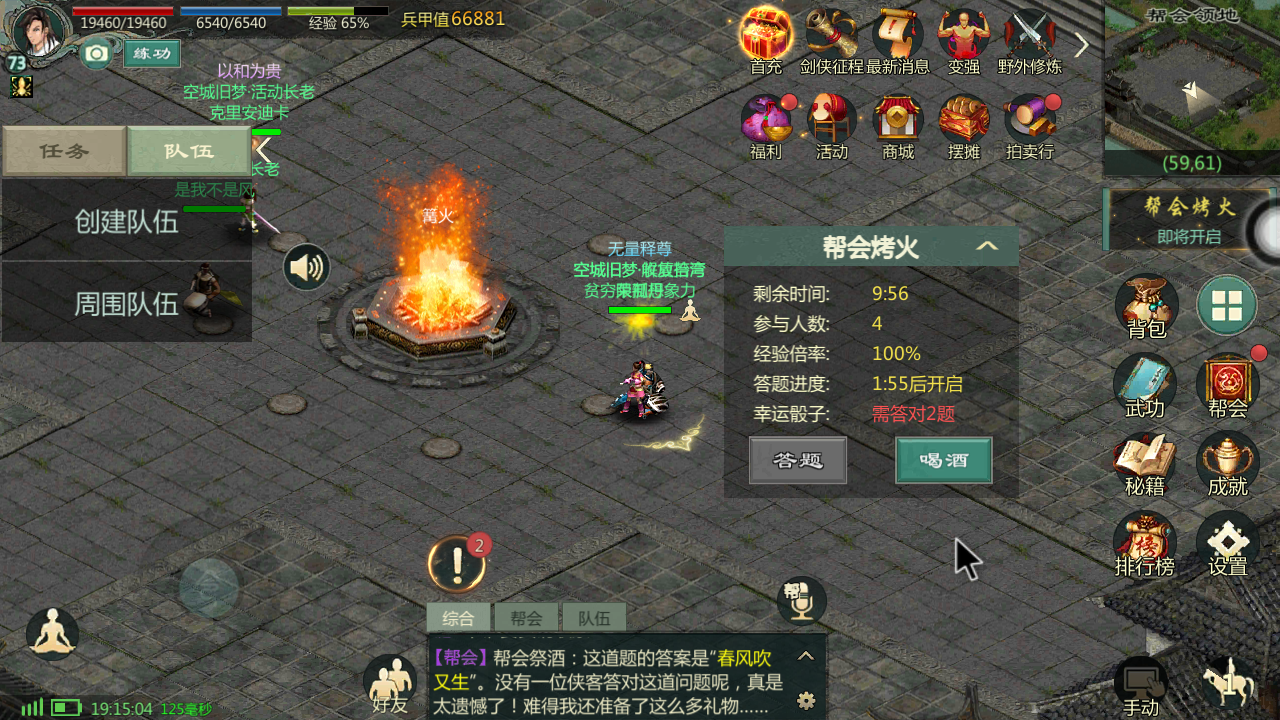 19460/19460
6540/6540
经验 65%
兵甲值66881
73
练功
首充
剑侠征程
最新消息
变强
野外修炼
福利
活动
商城
摆摊
拍卖行
帮会领地
(59,61)
以和为贵
空城旧梦·活动长老
克里安迪卡
任务
队伍
长老
是我不是风
创建队伍
周围队伍
篝火
无量释尊
空城旧梦
帮会烤火
即将开启
帮会烤火
剩余时间:
9:56
参与人数:
4
经验倍率:
100%
答题进度:
1:55后开启
幸运骰子:
需答对2题
答题
喝酒
背包
武功
帮会
秘籍
成就
排行榜
设置
2
综合
帮会
队伍
帮
【帮会】帮会祭酒：这道题的答案是“春风吹
又生”。没有一位侠客答对这道问题呢，真是
太遗憾了！难得我还准备了这么多礼物……
好友
手动
1
19:15:04
125毫秒